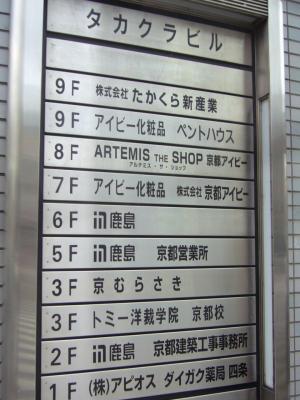 タカクラビル
9F 株式会社 たかくら新産業
9F アイビー化粧品 ペントハウス
8F ARTEMIS THE SHOP 京都アイビー
アルテミス・ザ・ショップ
7F アイビー化粧品 株式会社 京都アイビー
6F 鹿島
5F 鹿島 京都営業所
3F 京むらさき
3F トミー洋裁学院 京都校
2F 鹿島 京都建築工事事務所
1F (株)アピオス ダイガク薬局 四条